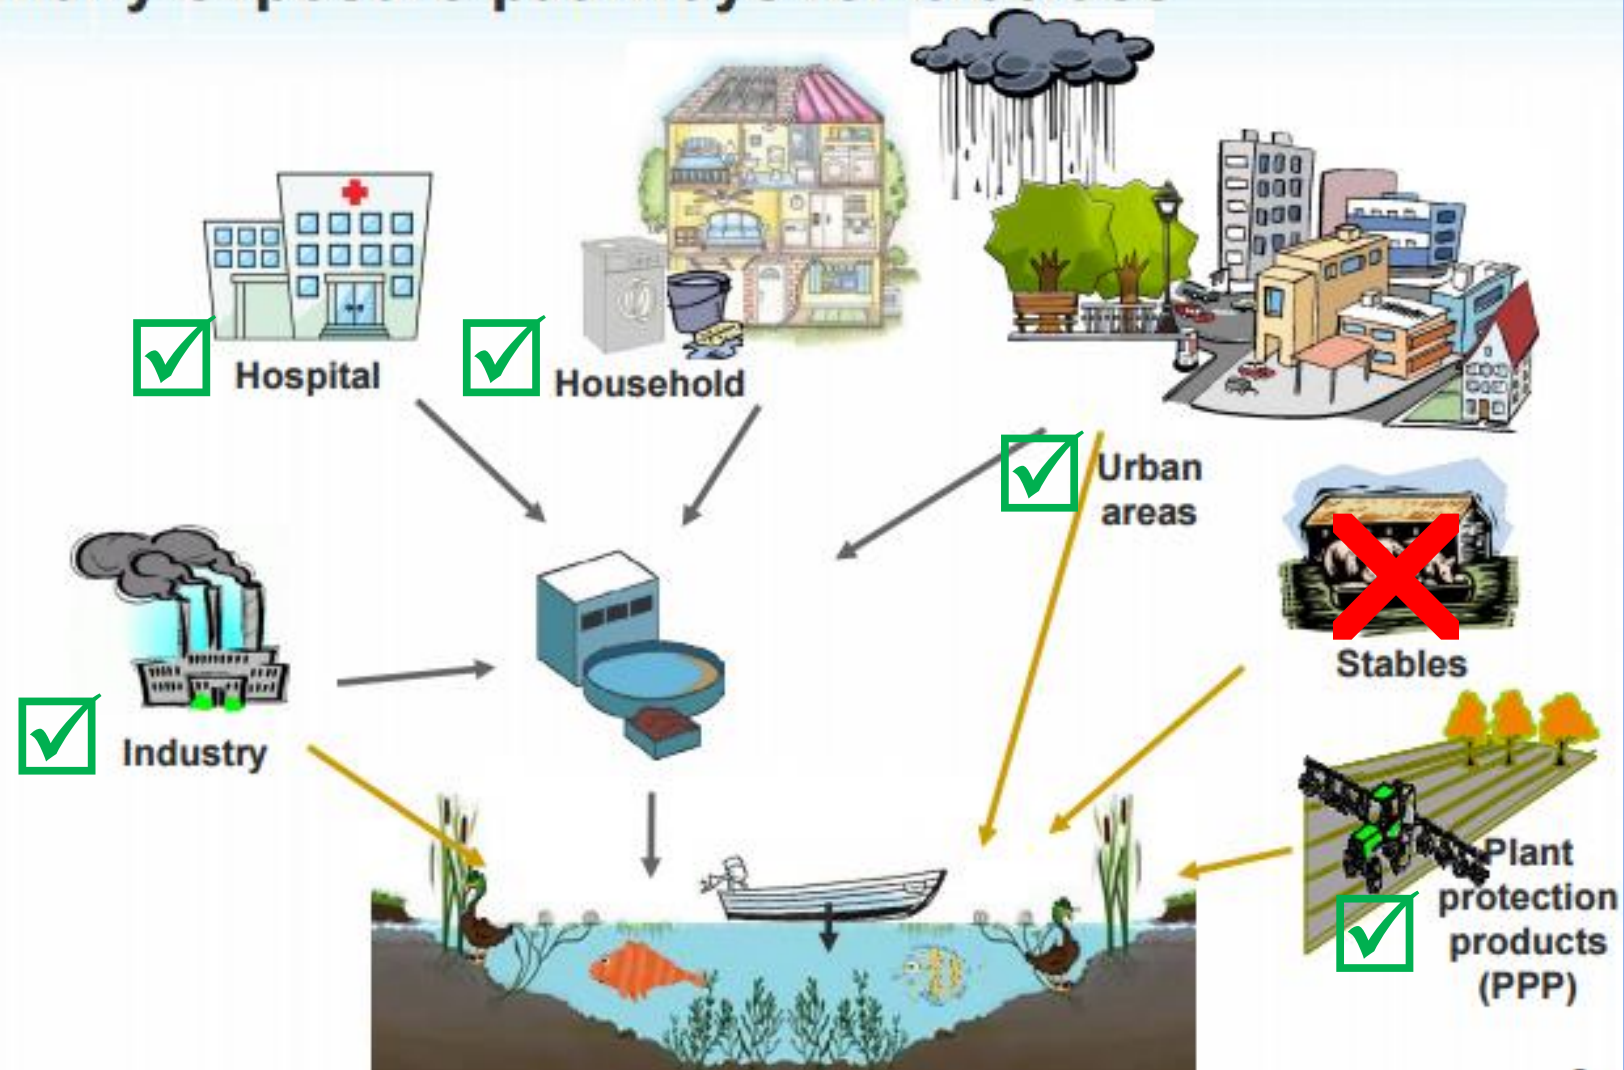 Hospital
Household
Urban
areas
Stables
Industry
Plant
protection
products
(PPP)